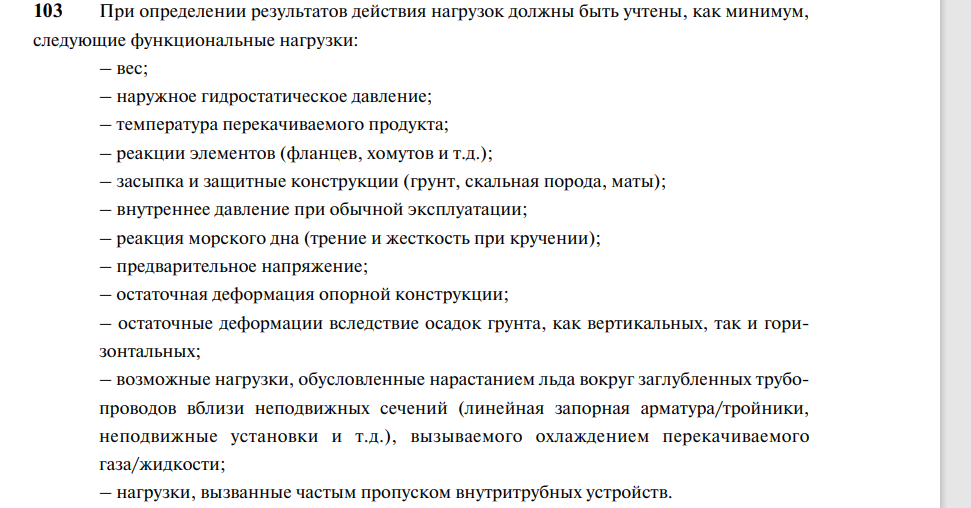 103 При определении результатов действия нагрузок должны быть учтены, как минимум,
следующие функциональные нагрузки:
– вес;
– наружное гидростатическое давление;
– температура перекачиваемого продукта;
– реакции элементов (фланцев, хомутов и т.д.);
– засыпка и защитные конструкции (грунт, скальная порода, маты);
– внутреннее давление при обычной эксплуатации;
– реакция морского дна (трение и жесткость при кручении);
– предварительное напряжение;
– остаточная деформация опорной конструкции;
– остаточные деформации вследствие осадок грунта, как вертикальных, так и гори-
зонтальных;
– возможные нагрузки, обусловленные нарастанием льда вокруг заглубленных трубо-
проводов вблизи неподвижных сечений (линейная запорная арматура/тройники,
неподвижные установки и т.д.), вызываемого охлаждением перекачиваемого
газа/жидкости;
– нагрузки, вызванные частым пропуском внутритрубных устройств.